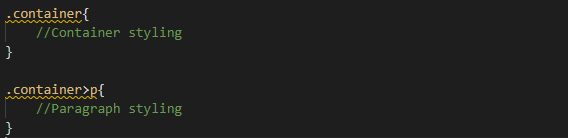 .container{
    //Container styling
}

.container>p{
    //Paragraph styling
}